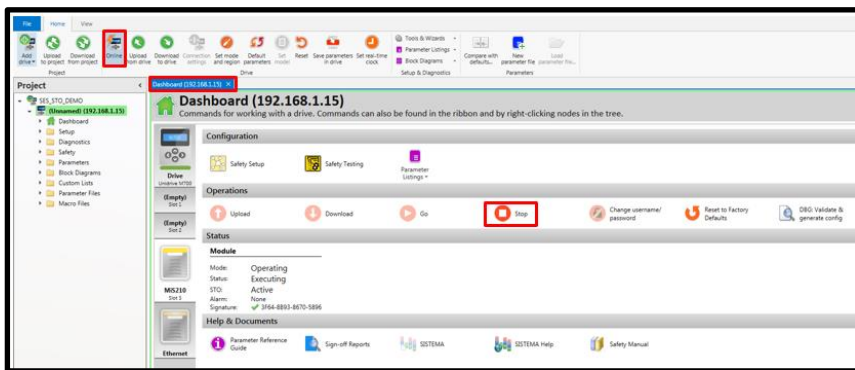 File Home View
Add drive Upload to project Download from project Online Upload from drive Download to drive Connection settings Set mode and region Default parameters Set model Reset Save parameters in drive Set real-time clock Tools & Wizards Parameter Listings Block Diagrams Compare with defaults... New parameter file Load parameter file...
Project Drive Setup & Diagnostics Parameters
Project
Dashboard (192.168.1.15)
SES_STO_DEMO
(Unnamed) (192.168.1.15)
Dashboard
Setup
Diagnostics
Safety
Parameters
Block Diagrams
Custom Lists
Parameter Files
Macro Files
Dashboard (192.168.1.15)
Commands for working with a drive. Commands can also be found in the ribbon and by right-clicking nodes in the tree.
Drive
Unidrive M700
(Empty)
Slot 1
(Empty)
Slot 2
MiS210
Slot 3
Ethernet
Configuration
Safety Setup Safety Testing Parameter Listings
Operations
Upload Download Go Stop Change username/ password Reset to Factory Defaults DBG: Validate & generate config
Status
Module
Mode: Operating
Status: Executing
STO: Active
Alarm: None
Signature: 3F64-8893-8670-5896
Help & Documents
Parameter Reference Guide Sign-off Reports SISTEMA SISTEMA Help Safety Manual